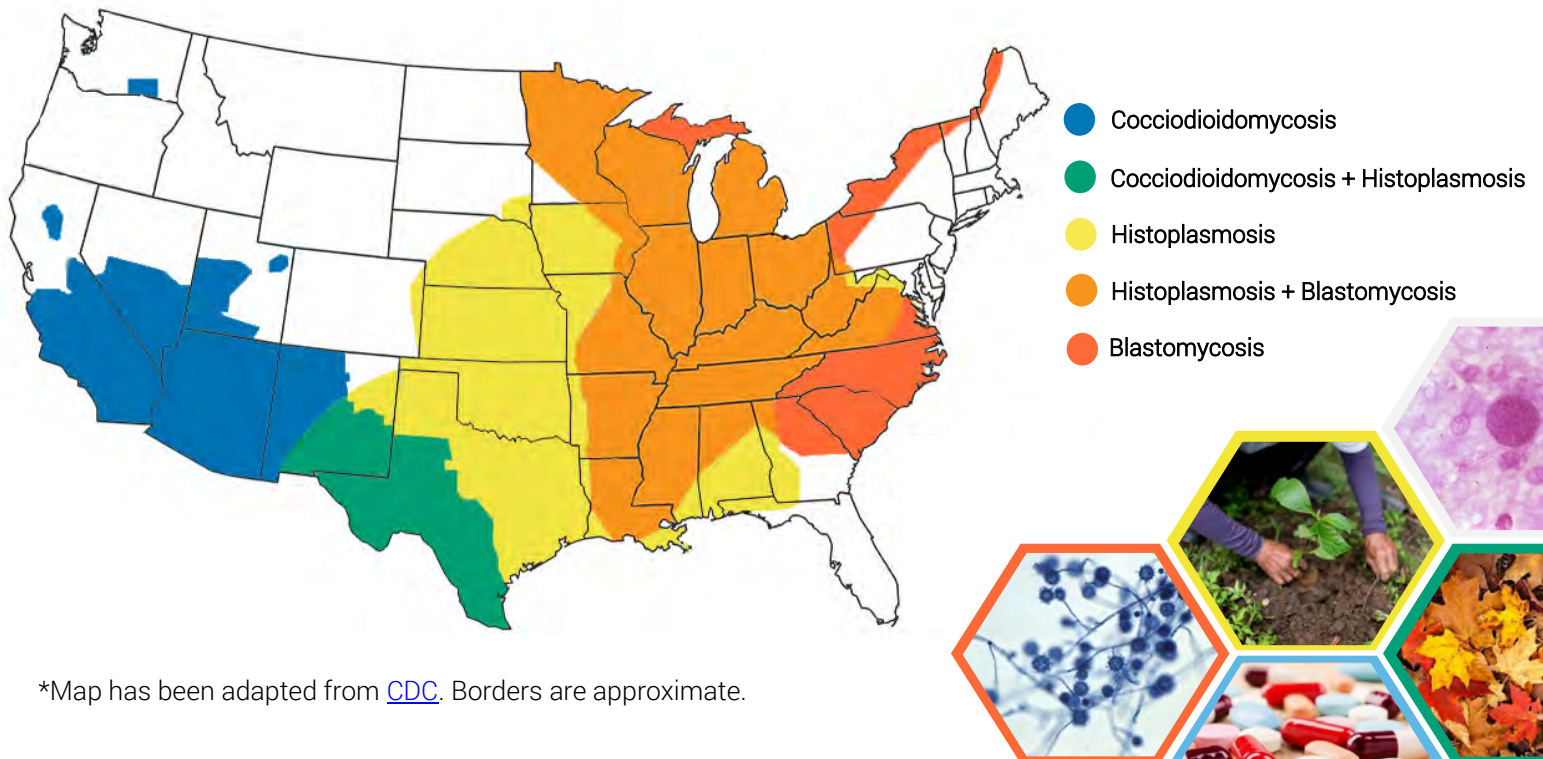 Cocciodioidomycosis
Cocciodioidomycosis + Histoplasmosis
Histoplasmosis
Histoplasmosis + Blastomycosis
Blastomycosis
*Map has been adapted from CDC. Borders are approximate.